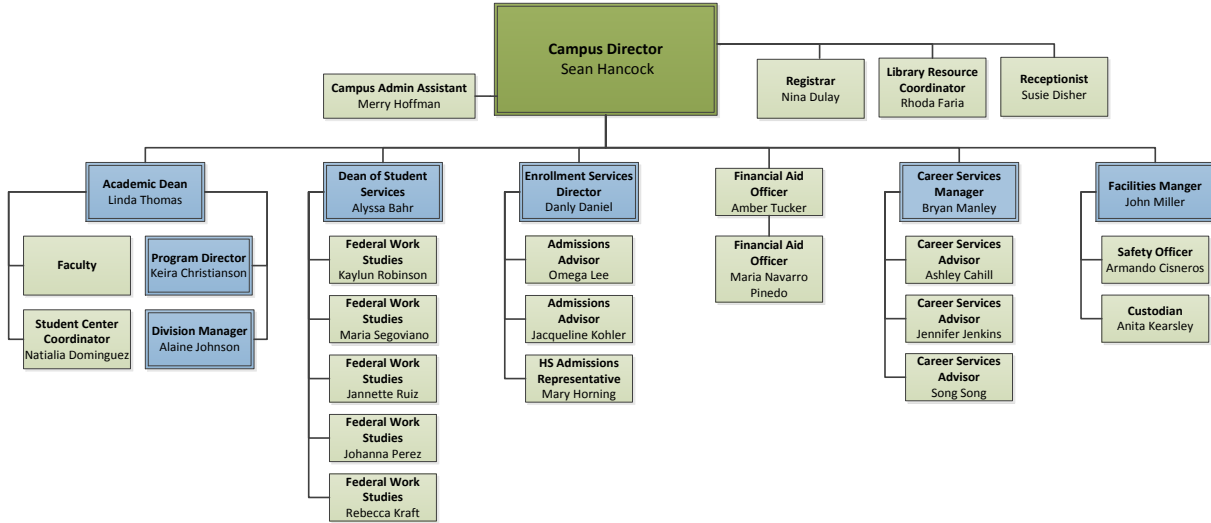 Campus Director
Sean Hancock
Campus Admin Assistant
Merry Hoffman
Registrar
Nina Dulay
Library Resource
Coordinator
Rhoda Faria
Receptionist
Susie Disher
Academic Dean
Linda Thomas
Faculty
Program Director
Keira Christianson
Student Center
Coordinator
Natialia Dominguez
Division Manager
Alaine Johnson
Dean of Student
Services
Alyssa Bahr
Federal Work
Studies
Kaylun Robinson
Federal Work
Studies
Maria Segoviano
Federal Work
Studies
Jannette Ruiz
Federal Work
Studies
Johanna Perez
Federal Work
Studies
Rebecca Kraft
Enrollment Services
Director
Danly Daniel
Admissions
Advisor
Omega Lee
Admissions
Advisor
Jacqueline Kohler
HS Admissions
Representative
Mary Horning
Financial Aid
Officer
Amber Tucker
Financial Aid
Officer
Maria Navarro
Pinedo
Career Services
Manager
Bryan Manley
Career Services
Advisor
Ashley Cahill
Career Services
Advisor
Jennifer Jenkins
Career Services
Advisor
Song Song
Facilities Manger
John Miller
Safety Officer
Armando Cisneros
Custodian
Anita Kearsley